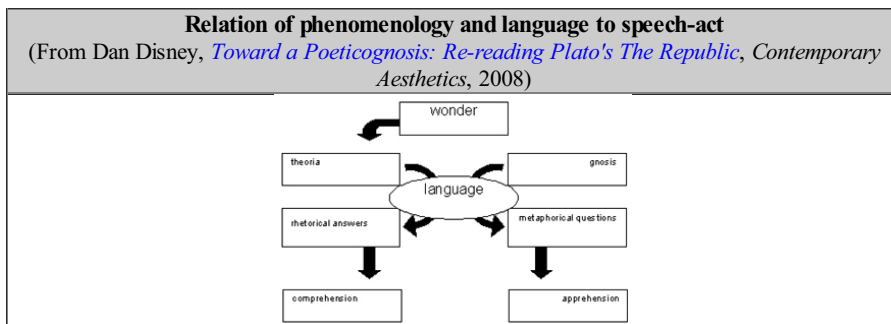 Relation of phenomenology and language to speech-act
(From Dan Disney, Toward a Poeticognosis: Re-reading Plato's The Republic, Contemporary
Aesthetics, 2008)
wonder
theoria
gnosis
language
rhetorical answers
metaphorical questions
comprehension
apprehension